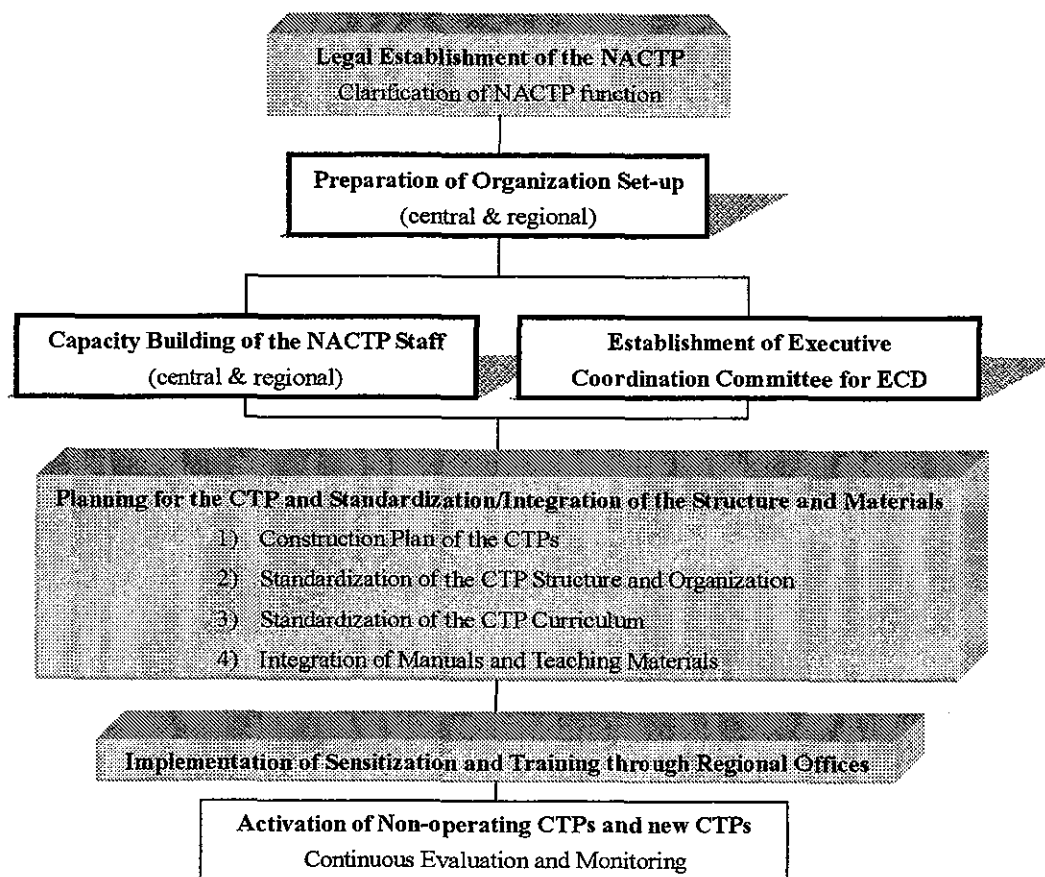 Legal Establishment of the NACTP
Clarification of NACTP function
Preparation of Organization Set-up
(central & regional)
Capacity Building of the NACTP Staff
(central & regional)
Establishment of Executive
Coordination Committee for ECD
Planning for the CTP and Standardization/Integration of the Structure and Materials
1) Construction Plan of the CTPs
2) Standardization of the CTP Structure and Organization
3) Standardization of the CTP Curriculum
4) Integration of Manuals and Teaching Materials
Implementation of Sensitization and Training through Regional Offices
Activation of Non-operating CTPs and new CTPs
Continuous Evaluation and Monitoring